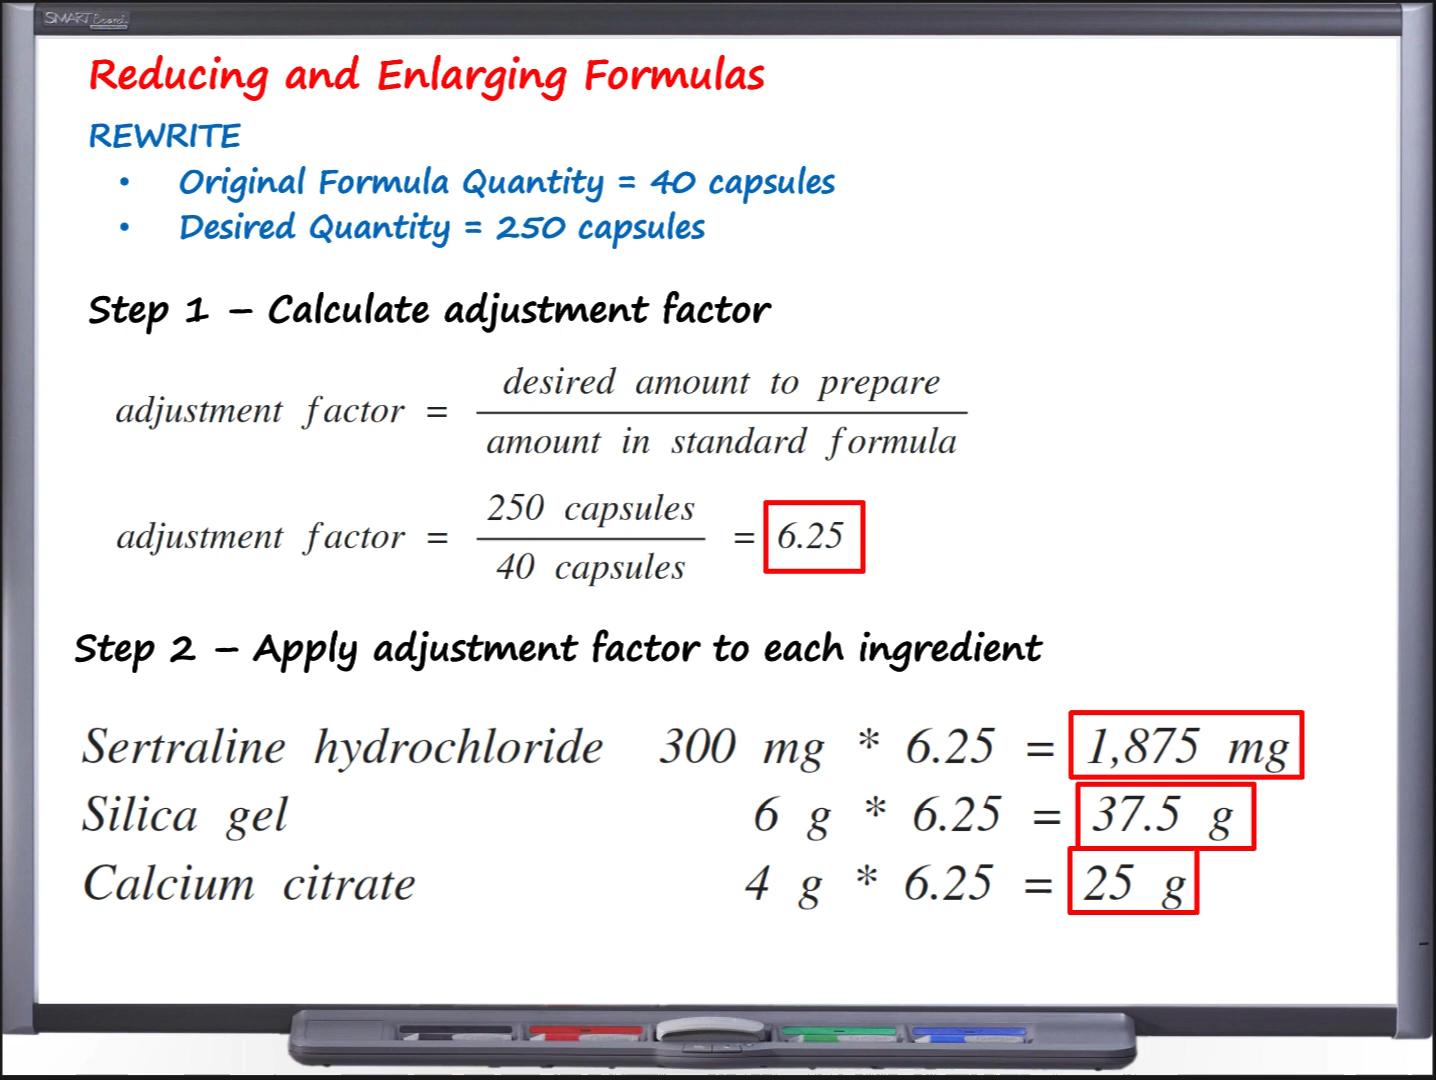 SMART Board
Reducing and Enlarging Formulas
REWRITE
• Original Formula Quantity = 40 capsules
• Desired Quantity = 250 capsules
Step 1 – Calculate adjustment factor
adjustment factor = desired amount to prepare / amount in standard formula
adjustment factor = 250 capsules / 40 capsules = 6.25
Step 2 – Apply adjustment factor to each ingredient
Sertraline hydrochloride 300 mg * 6.25 = 1,875 mg
Silica gel 6 g * 6.25 = 37.5 g
Calcium citrate 4 g * 6.25 = 25 g